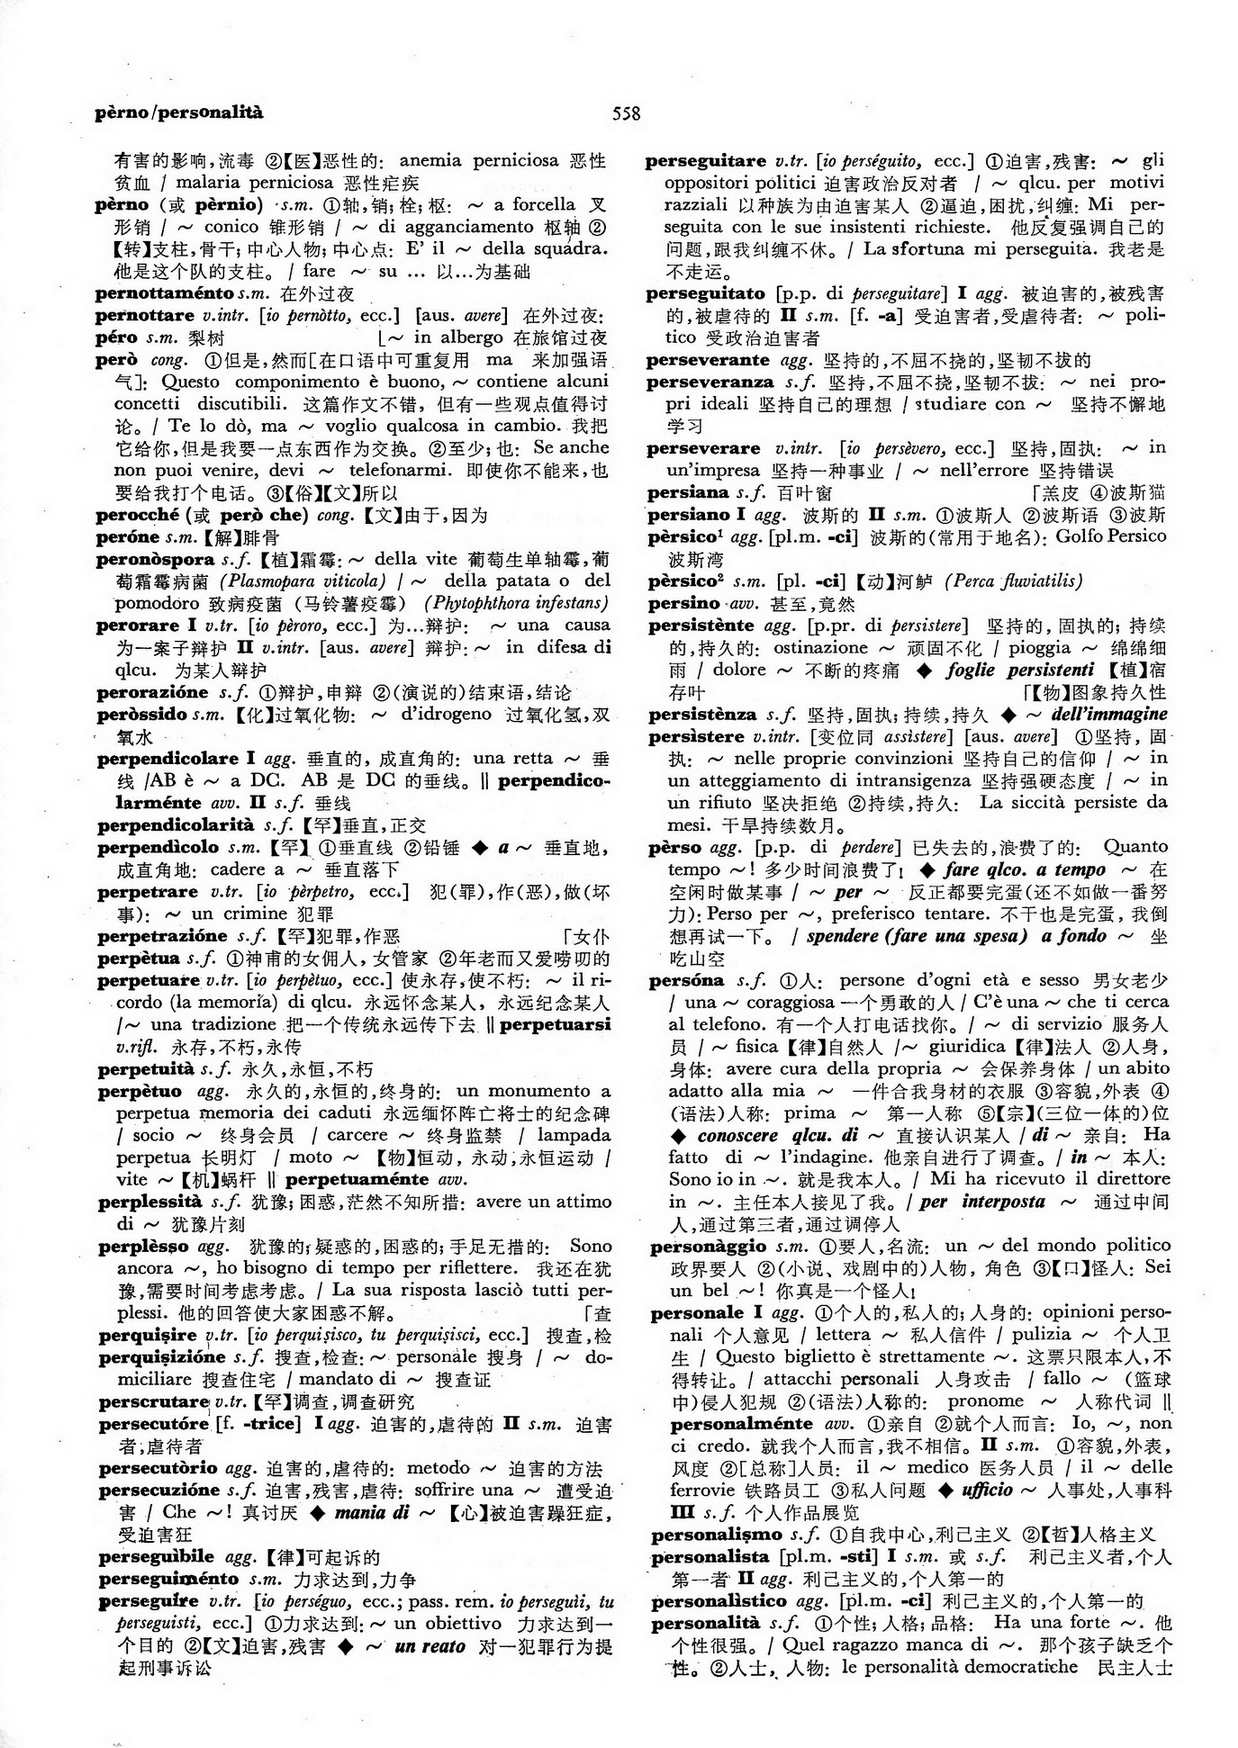 pèrno/personalità
558
有害的影响,流毒 ②【医】恶性的: anemia perniciosa 恶性
贫血 / malaria perniciosa 恶性疟疾
pèrno (或 pèrnio) s.m. ①轴,销;栓;枢: ~ a forcella 叉
形销 / ~ conico 锥形销 / ~ di agganciamento 枢轴 ②
【转】支柱,骨干;中心人物;中心点: E' il ~ della squadra.
他是这个队的支柱。/ fare ~ su ... 以...为基础
pernottaménto s.m. 在外过夜
pernottare v.intr. [io pernòtto, ecc.] [aus. avere] 在外过夜:
péro s.m. 梨树 ⌊~ in albergo 在旅馆过夜
però cong. ①但是,然而[在口语中可重复用 ma 来加强语
气]: Questo componimento è buono, ~ contiene alcuni
concetti discutibili. 这篇作文不错, 但有一些观点值得讨
论。/ Te lo dò, ma ~ voglio qualcosa in cambio. 我把
它给你,但是我要一点东西作为交换。②至少;也: Se anche
non puoi venire, devi ~ telefonarmi. 即使你不能来,也
要给我打个电话。③【俗】【文】所以
perocché (或 però che) cong. 【文】由于,因为
peróne s.m. 【解】腓骨
peronòspora s.f. 【植】霜霉: ~ della vite 葡萄生单轴霉,葡
萄霜霉病菌 (Plasmopara viticola) / ~ della patata o del
pomodoro 致病疫菌 (马铃薯疫霉) (Phytophthora infestans)
perorare I v.tr. [io pèroro, ecc.] 为...辩护: ~ una causa
为一案子辩护 II v.intr. [aus. avere] 辩护: ~ in difesa di
qlcu. 为某人辩护
perorazióne s.f. ①辩护,申辩 ②(演说的)结束语,结论
peròssido s.m. 【化】过氧化物: ~ d'idrogeno 过氧化氢,双
氧水
perpendicolare I agg. 垂直的, 成直角的: una retta ~ 垂
线 /AB è ~ a DC. AB 是 DC 的垂线。‖ perpendico-
larménte avv. II s.f. 垂线
perpendicolarità s.f. 【罕】垂直,正交
perpendìcolo s.m. 【罕】 ①垂直线 ②铅锤 ◆ a ~ 垂直地,
成直角地: cadere a ~ 垂直落下
perpetrare v.tr. [io pèrpetro, ecc.] 犯(罪),作(恶),做(坏
事): ~ un crimine 犯罪
perpetrazióne s.f. 【罕】犯罪,作恶 「女仆
perpètua s.f. ①神甫的女佣人, 女管家 ②年老而又爱唠叨的
perpetuare v.tr. [io perpètuo, ecc.] 使永存,使不朽: ~ il ri-
cordo (la memoria) di qlcu. 永远怀念某人, 永远纪念某人
/~ una tradizione 把一个传统永远传下去 ‖ perpetuarsi
v.rifl. 永存,不朽,永传
perpetuità s.f. 永久,永恒,不朽
perpètuo agg. 永久的,永恒的,终身的: un monumento a
perpetua memoria dei caduti 永远缅怀阵亡将士的纪念碑
/ socio ~ 终身会员 / carcere ~ 终身监禁 / lampada
perpetua 长明灯 / moto ~ 【物】恒动, 永动,永恒运动 /
vite ~【机】蜗杆 ‖ perpetuaménte avv.
perplessità s.f. 犹豫;困惑,茫然不知所措: avere un attimo
di ~ 犹豫片刻
perplèsso agg. 犹豫的;疑惑的,困惑的;手足无措的: Sono
ancora ~, ho bisogno di tempo per riflettere. 我还在犹
豫,需要时间考虑考虑。/ La sua risposta lasciò tutti per-
plessi. 他的回答使大家困惑不解。 「查
perquiṣire v.tr. [io perquiṣisco, tu perquiṣisci, ecc.] 搜查,检
perquiṣizióne s.f. 搜查,检查: ~ personale 搜身 / ~ do-
miciliare 搜查住宅 / mandato di ~ 搜查证
perscrutare v.tr. 【罕】调查,调查研究
persecutóre [f. -trice] I agg. 迫害的,虐待的 II s.m. 迫害
者,虐待者
persecutòrio agg. 迫害的,虐待的: metodo ~ 迫害的方法
persecuzióne s.f. 迫害,残害,虐待: soffrire una ~ 遭受迫
害 / Che ~! 真讨厌 ◆ mania di ~ 【心】被迫害躁狂症,
受迫害狂
perseguìbile agg. 【律】可起诉的
perseguiménto s.m. 力求达到,力争
perseguire v.tr. [io perséguo, ecc.; pass. rem. io perseguii, tu
perseguisti, ecc.] ①力求达到: ~ un obiettivo 力求达到一
个目的 ②【文】迫害,残害 ◆ ~ un reato 对一犯罪行为提
起刑事诉讼
perseguitare v.tr. [io perséguito, ecc.] ①迫害,残害: ~ gli
oppositori politici 迫害政治反对者 / ~ qlcu. per motivi
razziali 以种族为由迫害某人 ②逼迫,困扰,纠缠: Mi per-
seguita con le sue insistenti richieste. 他反复强调自己的
问题,跟我纠缠不休。/ La sfortuna mi perseguita. 我老是
不走运。
perseguitato [p.p. di perseguitare] I agg. 被迫害的,被残害
的,被虐待的 II s.m. [f. -a] 受迫害者,受虐待者: ~ poli-
tico 受政治迫害者
perseverante agg. 坚持的,不屈不挠的,坚韧不拔的
perseveranza s.f. 坚持,不屈不挠,坚韧不拔: ~ nei pro-
pri ideali 坚持自己的理想 / studiare con ~ 坚持不懈地
学习
perseverare v.intr. [io persèvero, ecc.] 坚持,固执: ~ in
un'impresa 坚持一种事业 / ~ nell'errore 坚持错误
persiana s.f. 百叶窗 「羔皮 ④波斯猫
persiano I agg. 波斯的 II s.m. ①波斯人 ②波斯语 ③波斯
pèrsico¹ agg. [pl.m. -ci] 波斯的(常用于地名): Golfo Persico
波斯湾
pèrsico² s.m. [pl. -ci] 【动】河鲈 (Perca fluviatilis)
persino avv. 甚至,竟然
persistènte agg. [p.pr. di persistere] 坚持的, 固执的; 持续
的,持久的: ostinazione ~ 顽固不化 / pioggia ~ 绵绵细
雨 / dolore ~ 不断的疼痛 ◆ foglie persistenti 【植】宿
存叶 「【物】图象持久性
persistènza s.f. 坚持,固执;持续,持久 ◆ ~ dell'immagine
persìstere v.intr. [变位同 assìstere] [aus. avere] ①坚持, 固
执: ~ nelle proprie convinzioni 坚持自己的信仰 / ~ in
un atteggiamento di intransigenza 坚持强硬态度 / ~ in
un rifiuto 坚决拒绝 ②持续,持久: La siccità persiste da
mesi. 干旱持续数月。
pèrso agg. [p.p. di perdere] 已失去的,浪费了的: Quanto
tempo ~! 多少时间浪费了! ◆ fare qlco. a tempo ~ 在
空闲时做某事 / ~ per ~ 反正都要完蛋(还不如做一番努
力): Perso per ~, preferisco tentare. 不干也是完蛋, 我倒
想再试一下。 / spendere (fare una spesa) a fondo ~ 坐
吃山空
persóna s.f. ①人: persone d'ogni età e sesso 男女老少
/ una ~ coraggiosa 一个勇敢的人 / C'è una ~ che ti cerca
al telefono. 有一个人打电话找你。/ ~ di servizio 服务人
员 / ~ fisica 【律】自然人 /~ giuridica 【律】法人 ②人身,
身体: avere cura della propria ~ 会保养身体 / un abito
adatto alla mia ~ 一件合我身材的衣服 ③容貌,外表 ④
(语法)人称: prima ~ 第一人称 ⑤【宗】(三位一体的)位
◆ conoscere qlcu. di ~ 直接认识某人 / di ~ 亲自: Ha
fatto di ~ l'indagine. 他亲自进行了调查。/ in ~ 本人:
Sono io in ~. 就是我本人。/ Mi ha ricevuto il direttore
in ~. 主任本人接见了我。/ per interposta ~ 通过中间
人,通过第三者,通过调停人
personàggio s.m. ①要人,名流: un ~ del mondo politico
政界要人 ②(小说、戏剧中的)人物, 角色 ③【口】怪人: Sei
un bel ~! 你真是一个怪人!
personale I agg. ①个人的,私人的;人身的: opinioni perso-
nali 个人意见 / lettera ~ 私人信件 / pulizia ~ 个人卫
生 / Questo biglietto è strettamente ~. 这票只限本人,不
得转让。/ attacchi personali 人身攻击 / fallo ~ (篮球
中)侵人犯规 ②(语法)人称的: pronome ~ 人称代词 ‖
personalménte avv. ①亲自 ②就个人而言: Io, ~, non
ci credo. 就我个人而言,我不相信。II s.m. ①容貌,外表,
风度 ②[总称]人员: il ~ medico 医务人员 / il ~ delle
ferrovie 铁路员工 ③私人问题 ◆ ufficio ~ 人事处,人事科
III s.f. 个人作品展览
personaliṣmo s.f. ①自我中心,利己主义 ②【哲】人格主义
personalista [pl.m. -sti] I s.m. 或 s.f. 利己主义者,个人
第一者 II agg. 利己主义的,个人第一的
personalìstico agg. [pl.m. -ci] 利己主义的,个人第一的
personalità s.f. ①个性;人格;品格: Ha una forte ~. 他
个性很强。/ Quel ragazzo manca di ~. 那个孩子缺乏个
性。②人士, 人物: le personalità democratiche 民主人士